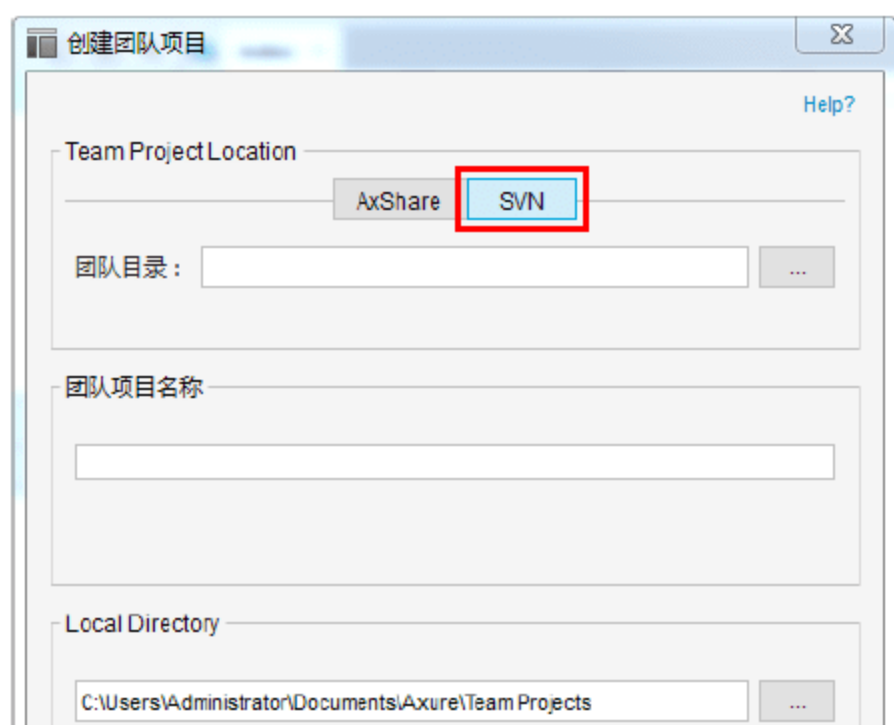 创建团队项目
Help?
Team Project Location
AxShare
SVN
团队目录：
...
团队项目名称
Local Directory
C:\Users\Administrator\Documents\Axure\Team Projects
...